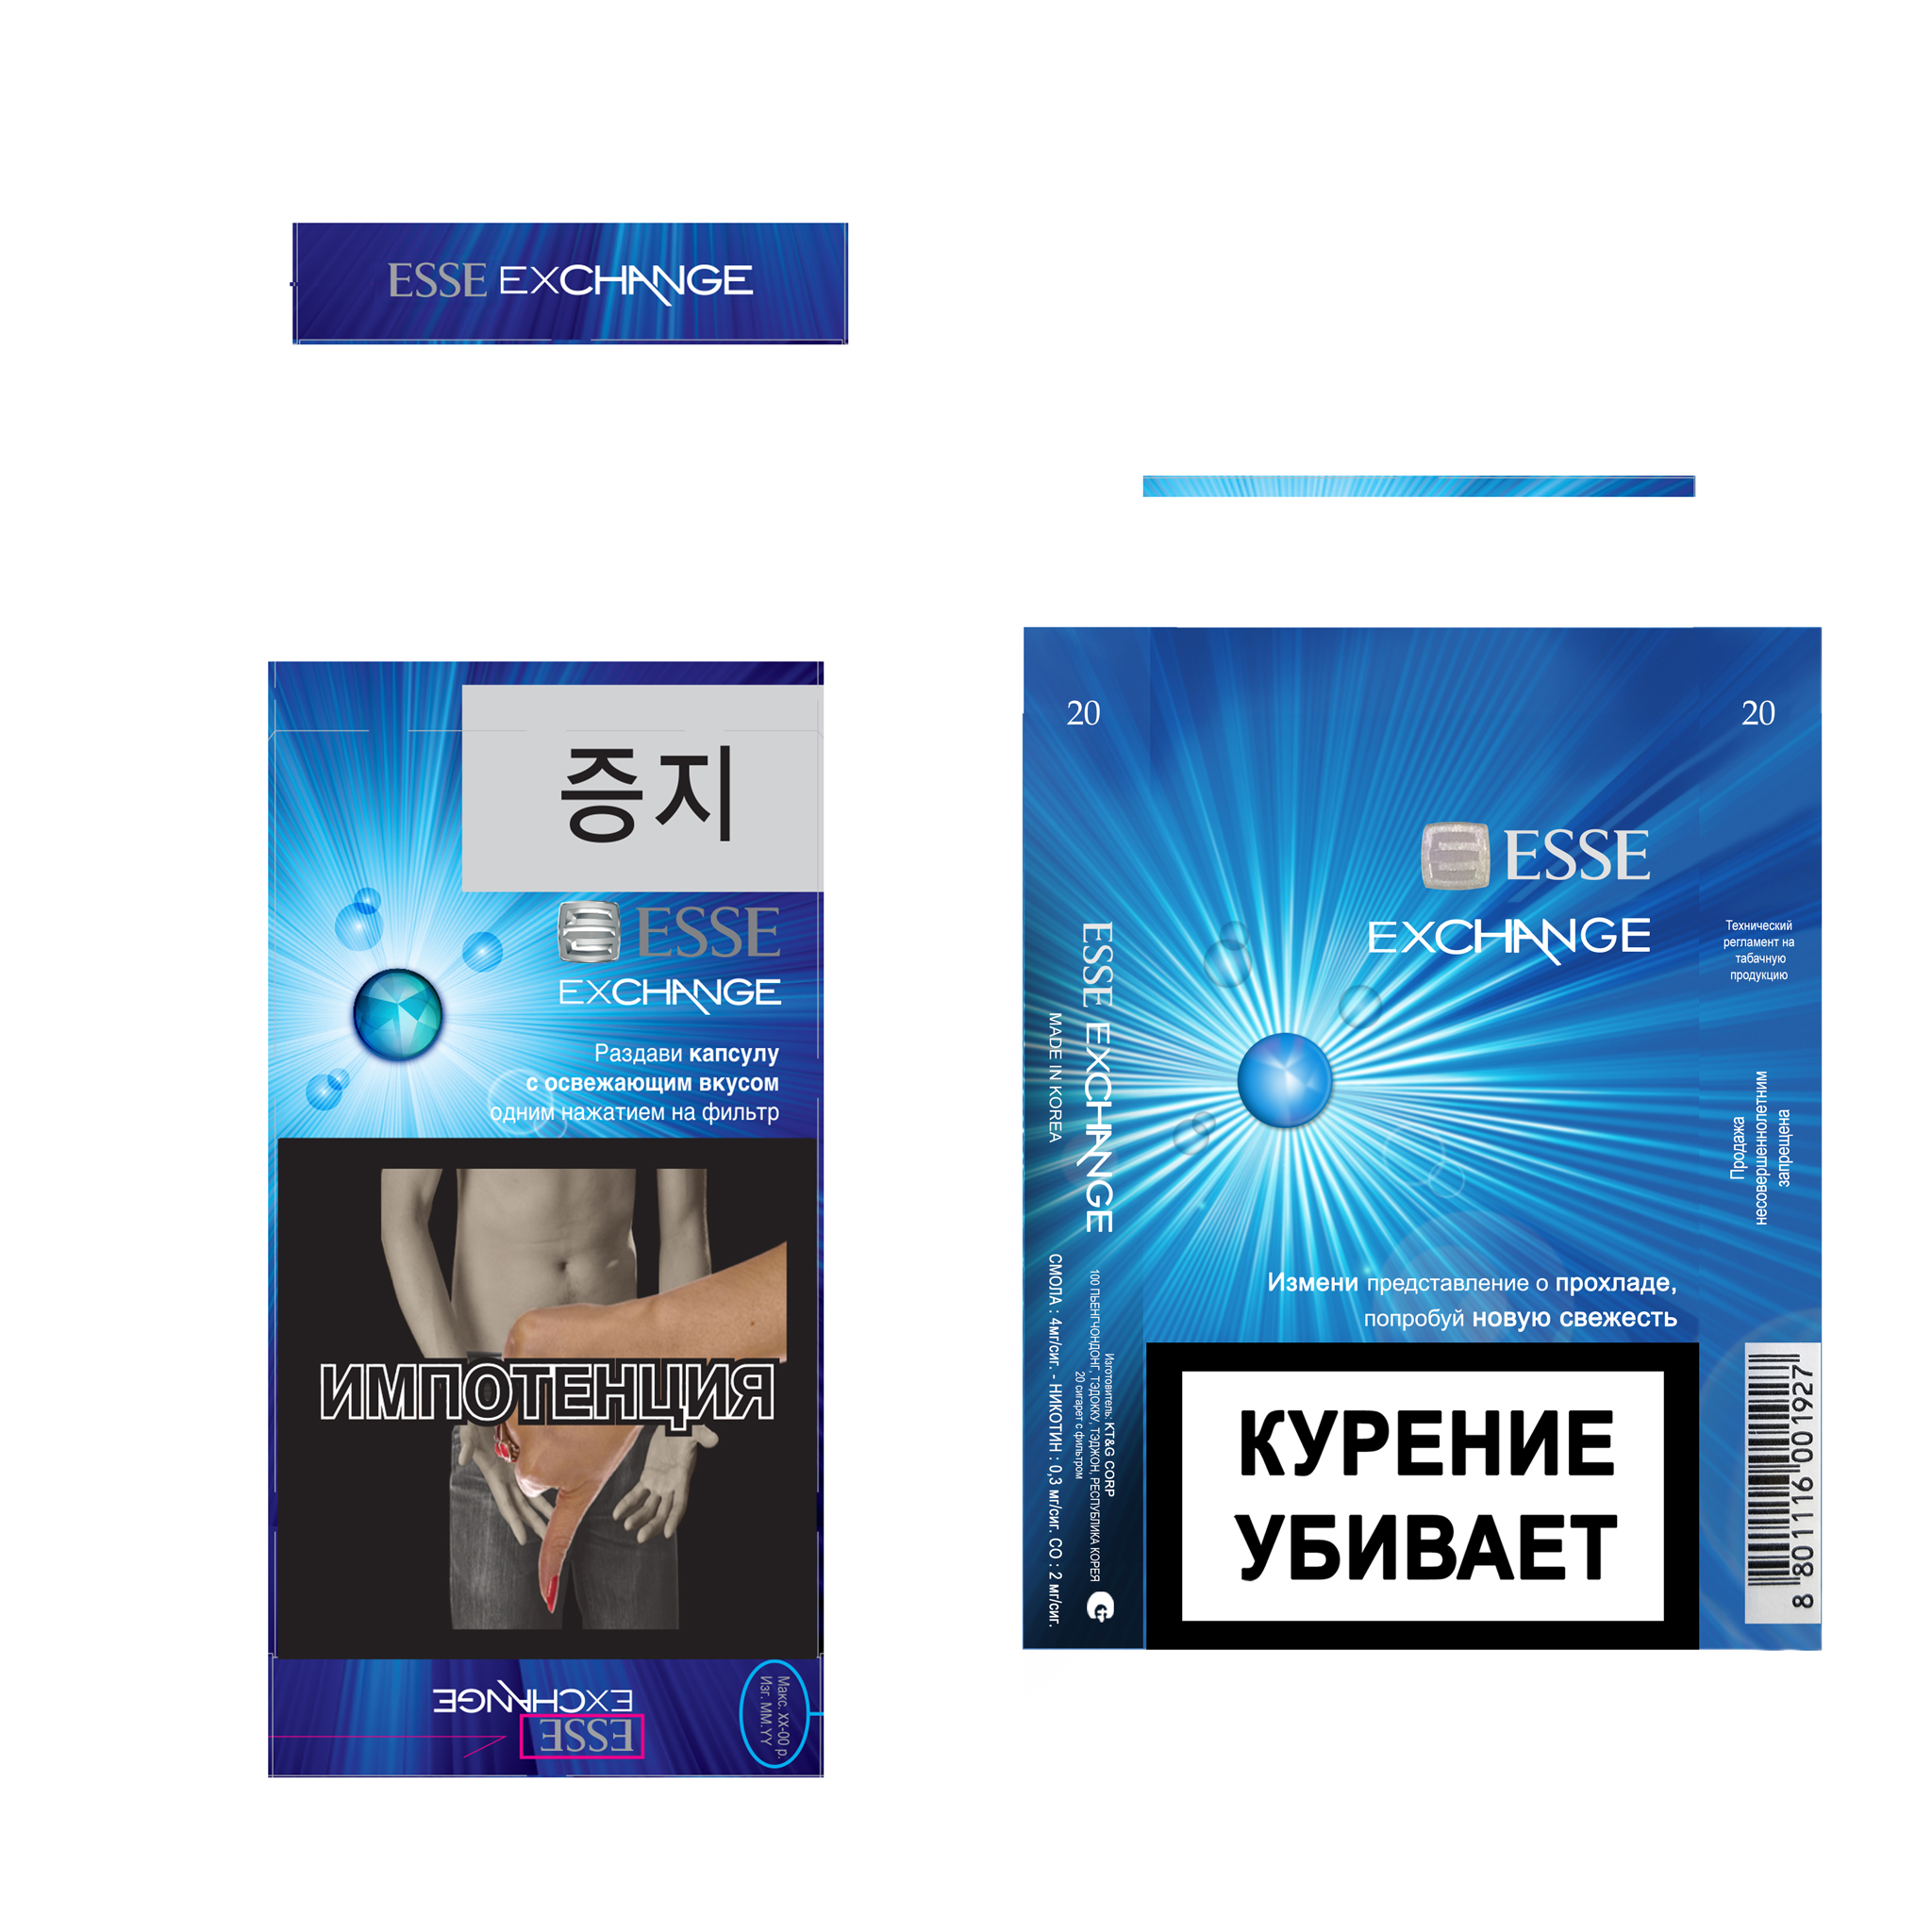 ESSE EXCHANGE
증지
ESSE
EXCHANGE
Раздави капсулу
с освежающим вкусом
одним нажатием на фильтр
ИМПОТЕНЦИЯ
EXCHANGE
ESSE
Макс. XX-00 р.
Изг. MM.YY
20
20
ESSE
EXCHANGE
ESSE EXCHANGE
MADE IN KOREA
СМОЛА : 4мг/сиг. - НИКОТИН : 0,3 мг/сиг. СО : 2 мг/сиг.
Изготовитель: KT&G CORP
100 ПЬЕНГЧОНДОНГ, ТЭДОККУ, ТЭДЖОН, РЕСПУБЛИКА КОРЕЯ
20 сигарет с фильтром
Технический
регламент на
табачную
продукцию
Продажа
несовершеннолетним
запрещена
Измени представление о прохладе,
попробуй новую свежесть
КУРЕНИЕ
УБИВАЕТ
8 801116 001927